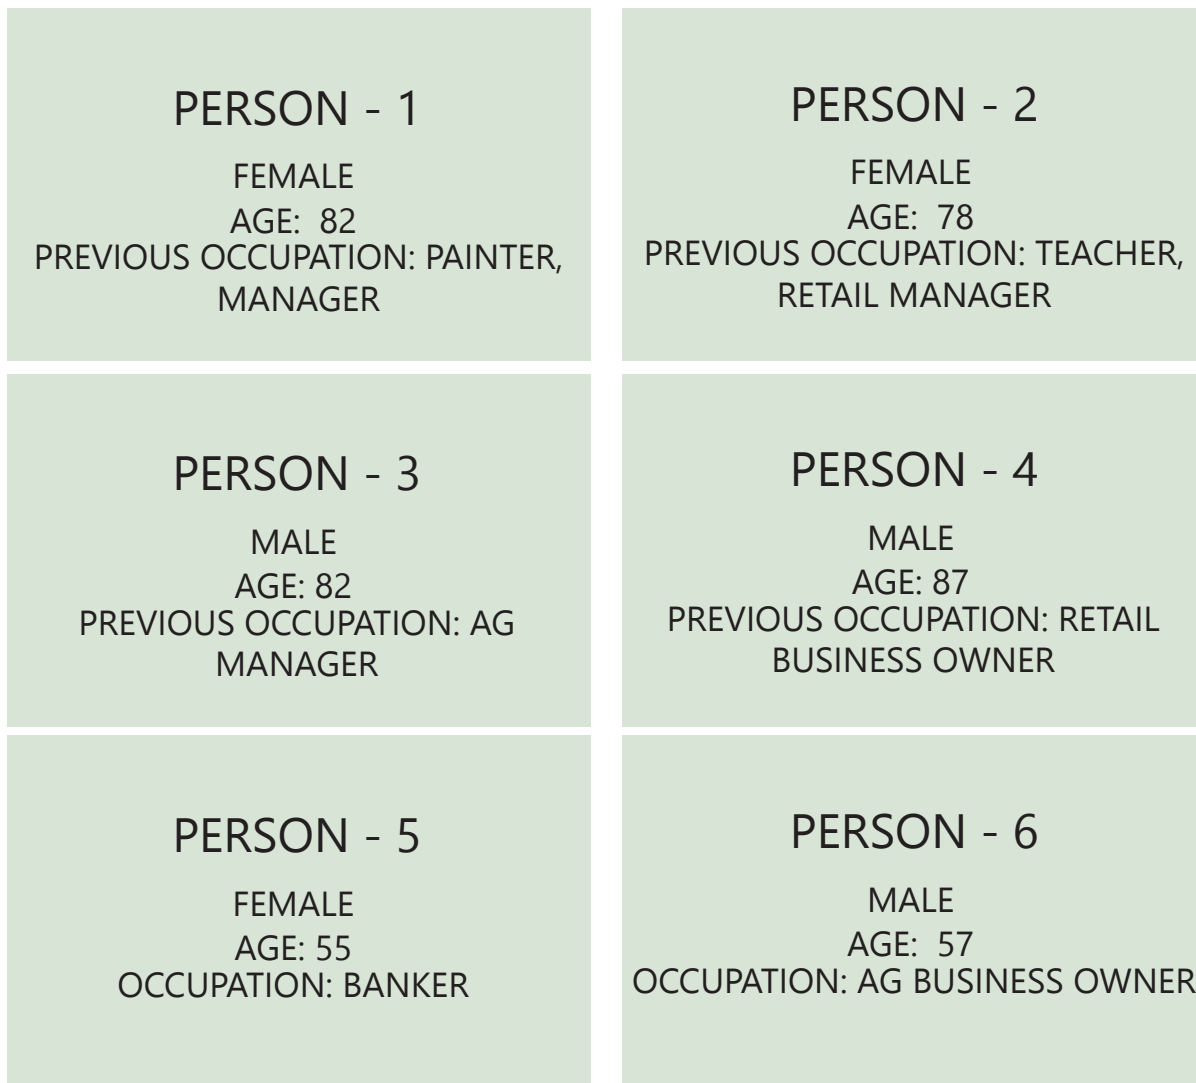 PERSON - 1
FEMALE
AGE:  82
PREVIOUS OCCUPATION: PAINTER,
MANAGER
PERSON - 2
FEMALE
AGE:  78
PREVIOUS OCCUPATION: TEACHER,
RETAIL MANAGER
PERSON - 3
MALE
AGE: 82
PREVIOUS OCCUPATION: AG
MANAGER
PERSON - 4
MALE
AGE: 87
PREVIOUS OCCUPATION: RETAIL
BUSINESS OWNER
PERSON - 5
FEMALE
AGE: 55
OCCUPATION: BANKER
PERSON - 6
MALE
AGE:  57
OCCUPATION: AG BUSINESS OWNER